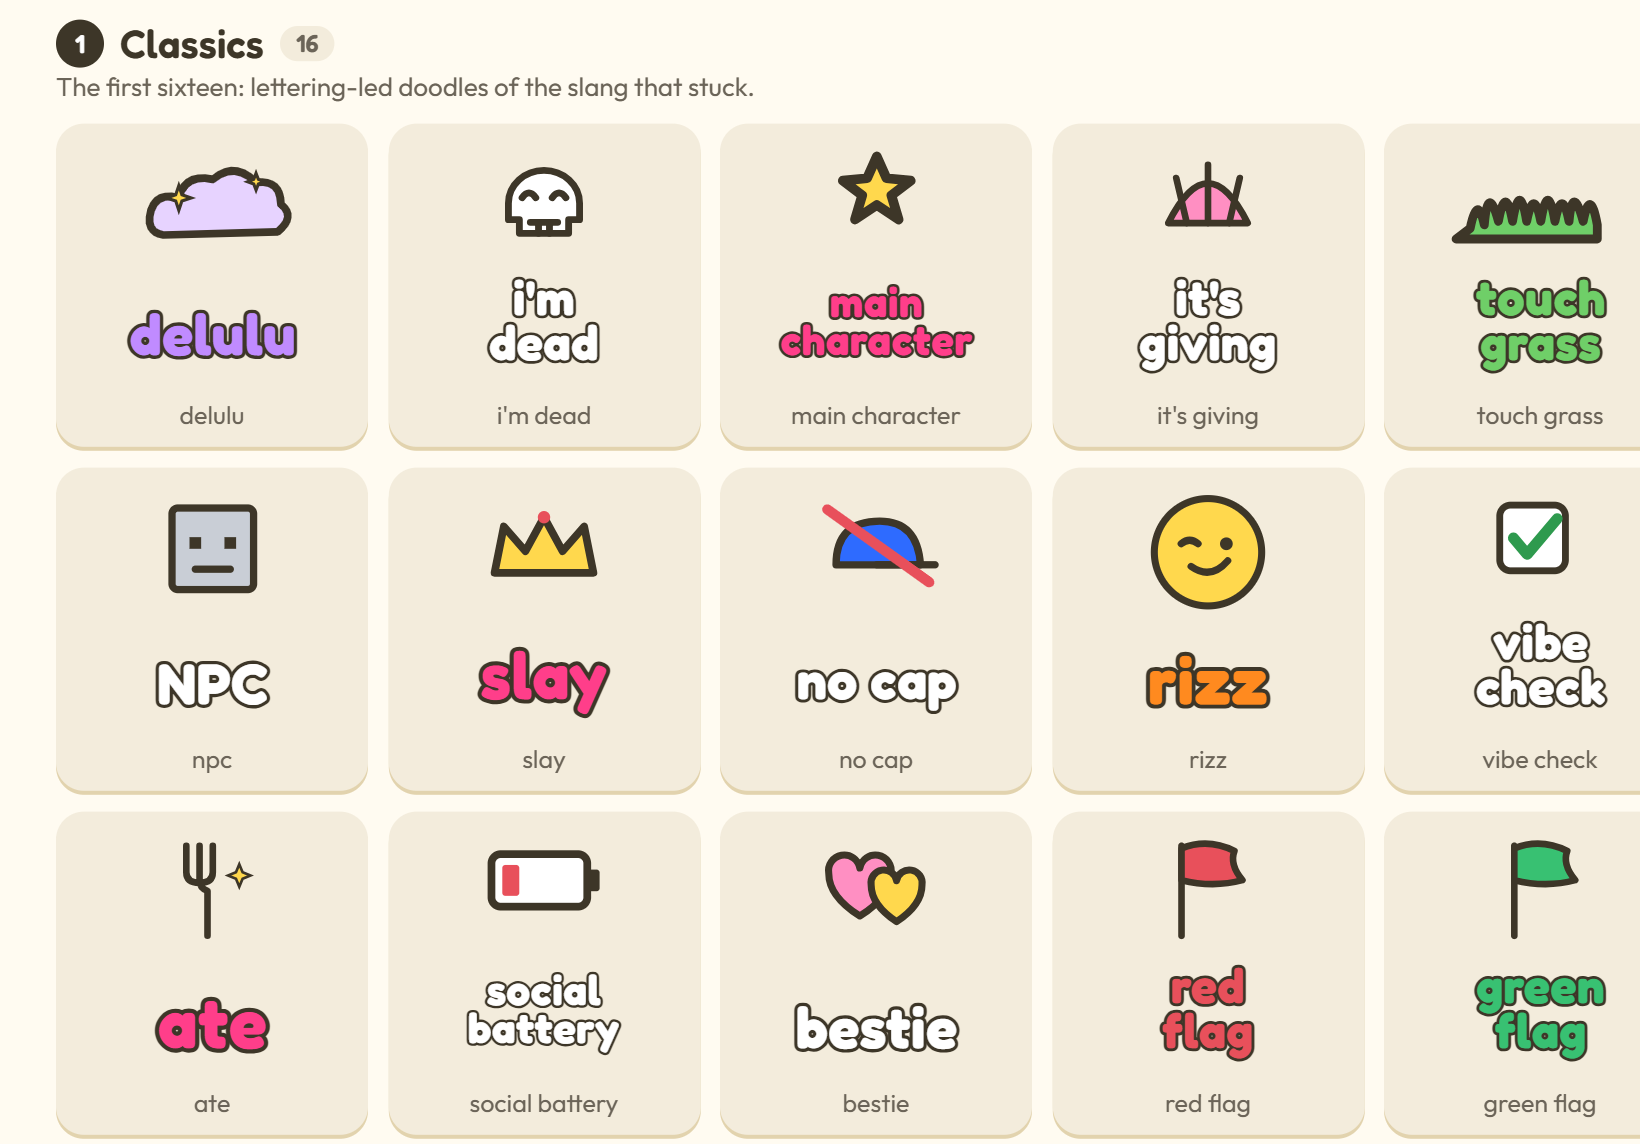 1 Classics 16
The first sixteen: lettering-led doodles of the slang that stuck.
delulu
delulu
i'm
dead
i'm dead
main
character
main character
it's
giving
it's giving
touch
grass
touch grass
NPC
npc
slay
slay
no cap
no cap
rizz
rizz
vibe
check
vibe check
ate
ate
social
battery
social battery
bestie
bestie
red
flag
red flag
green
flag
green flag